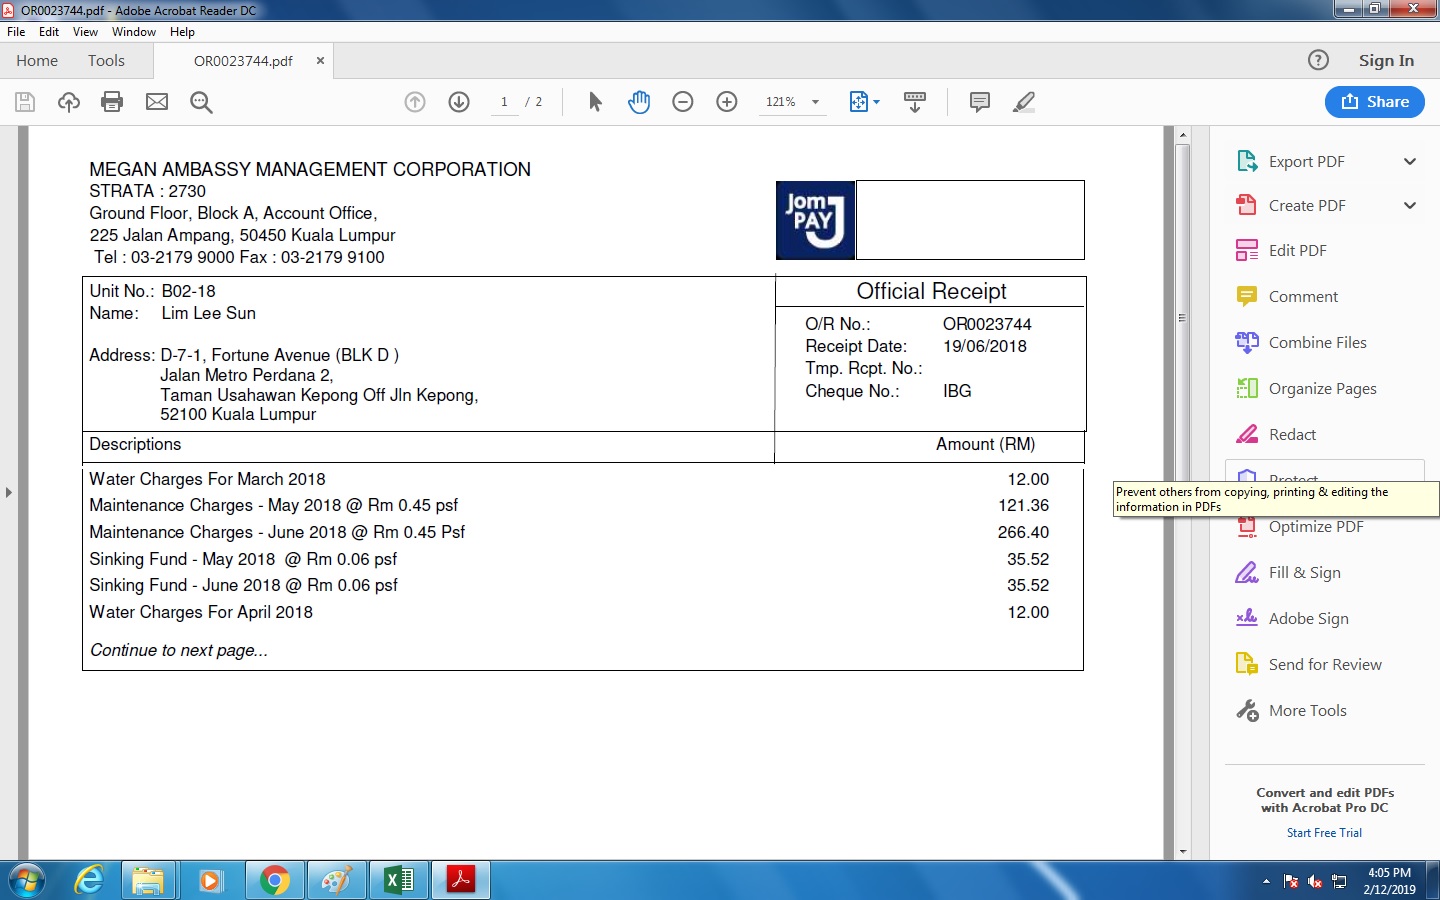 OR0023744.pdf - Adobe Acrobat Reader DC
File Edit View Window Help
Home Tools OR0023744.pdf × ? Sign In
1 / 2 121% Share
MEGAN AMBASSY MANAGEMENT CORPORATION
STRATA : 2730
Ground Floor, Block A, Account Office,
225 Jalan Ampang, 50450 Kuala Lumpur
Tel : 03-2179 9000 Fax : 03-2179 9100
Jom
PAY
Unit No.: B02-18
Name: Lim Lee Sun
Address: D-7-1, Fortune Avenue (BLK D )
Jalan Metro Perdana 2,
Taman Usahawan Kepong Off Jln Kepong,
52100 Kuala Lumpur
Official Receipt
O/R No.: OR0023744
Receipt Date: 19/06/2018
Tmp. Rcpt. No.:
Cheque No.: IBG
Descriptions Amount (RM)
Water Charges For March 2018 12.00
Maintenance Charges - May 2018 @ Rm 0.45 psf 121.36
Maintenance Charges - June 2018 @ Rm 0.45 Psf 266.40
Sinking Fund - May 2018 @ Rm 0.06 psf 35.52
Sinking Fund - June 2018 @ Rm 0.06 psf 35.52
Water Charges For April 2018 12.00
Continue to next page...
Export PDF
Create PDF
Edit PDF
Comment
Combine Files
Organize Pages
Redact
Protect
Prevent others from copying, printing & editing the
information in PDFs
Optimize PDF
Fill & Sign
Adobe Sign
Send for Review
More Tools
Convert and edit PDFs
with Acrobat Pro DC
Start Free Trial
4:05 PM
2/12/2019